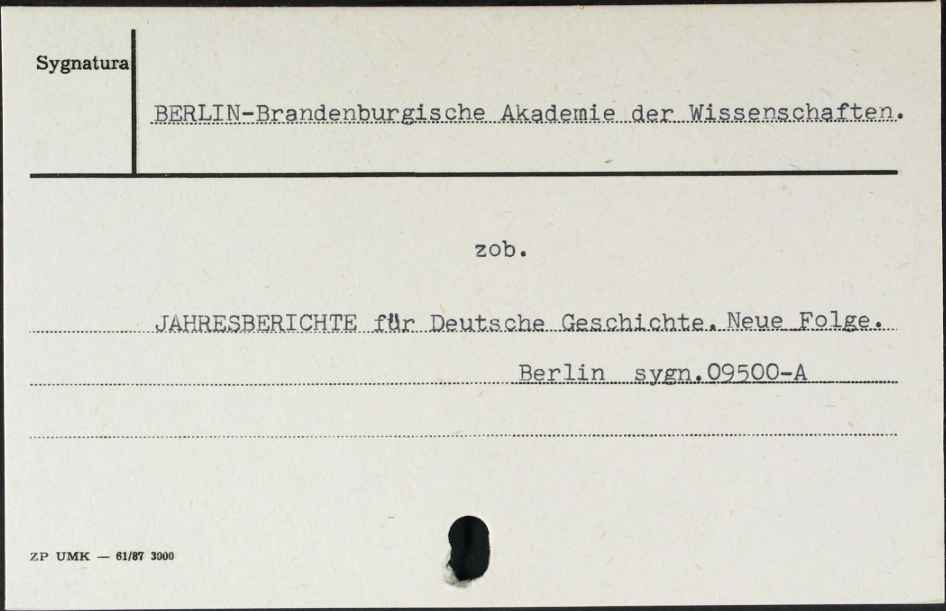 Sygnatura
BERLIN-Brandenburgische Akademie der Wissenschaften.
zob.
JAHRESBERICHTE für Deutsche Geschichte. Neue Folge.
Berlin sygn.09500-A
ZP UMK — 61/87 3000